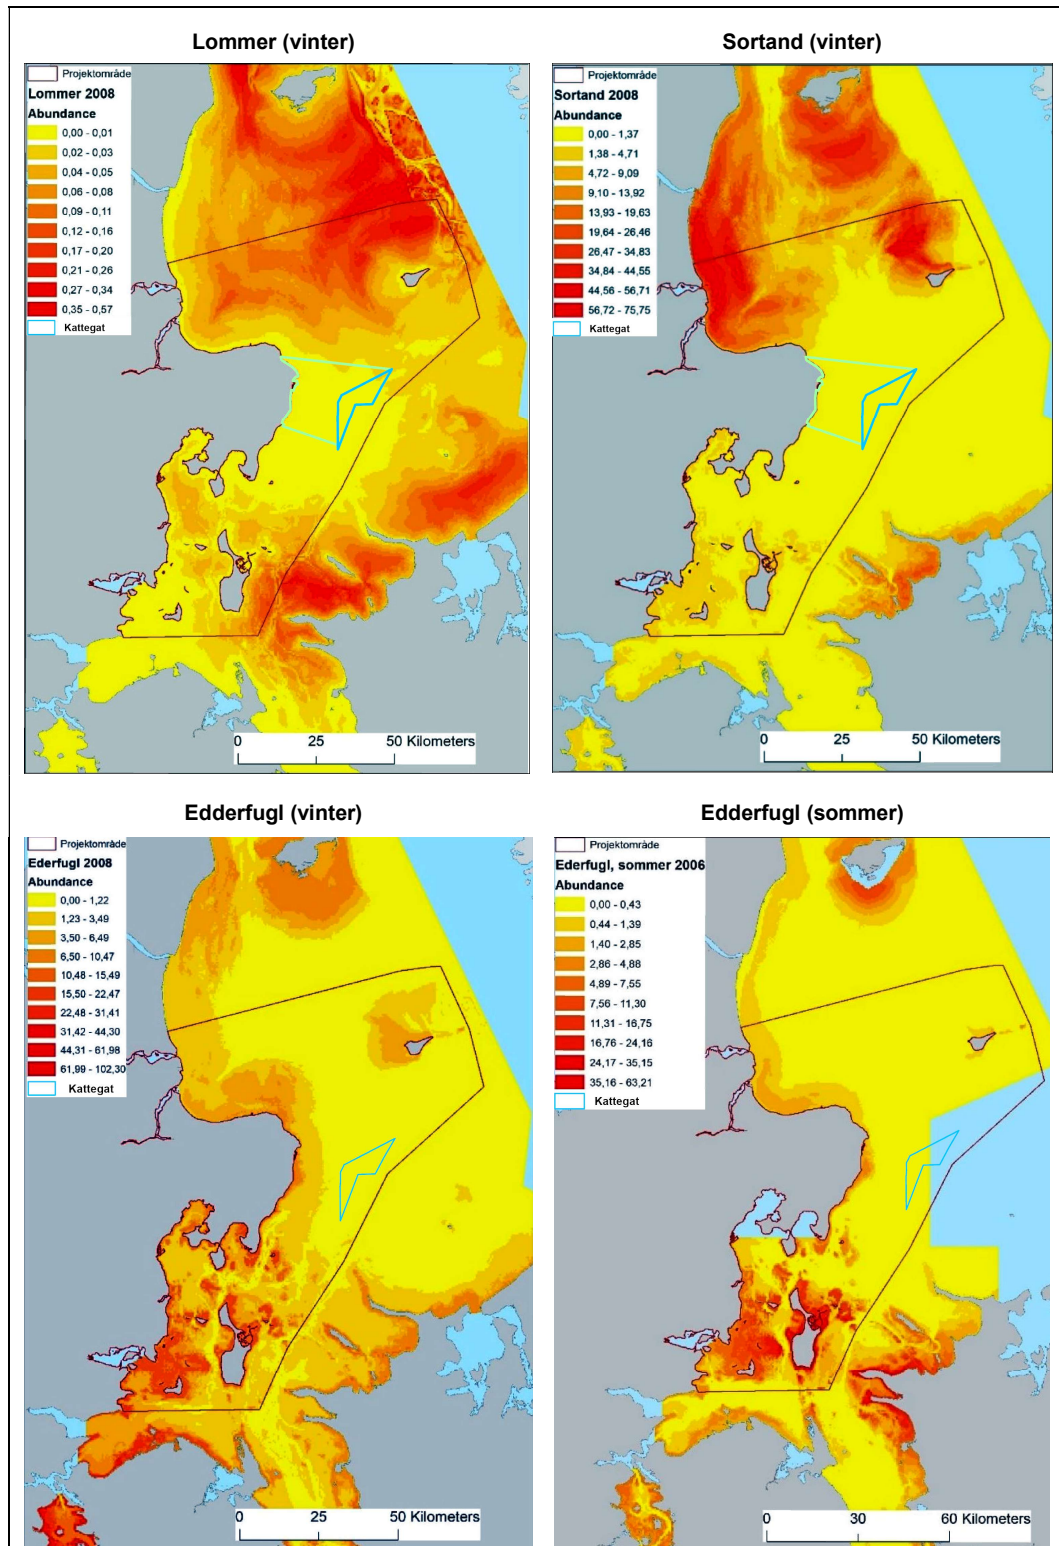 Lommer (vinter)
Projektområde
Lommer 2008
Abundance
0,00 - 0,01
0,02 - 0,03
0,04 - 0,05
0,06 - 0,08
0,09 - 0,11
0,12 - 0,16
0,17 - 0,20
0,21 - 0,26
0,27 - 0,34
0,35 - 0,57
Kattegat
0 25 50 Kilometers
Sortand (vinter)
Projektområde
Sortand 2008
Abundance
0,00 - 1,37
1,38 - 4,71
4,72 - 9,09
9,10 - 13,92
13,93 - 19,63
19,64 - 26,46
26,47 - 34,83
34,84 - 44,55
44,56 - 56,71
56,72 - 75,75
Kattegat
0 25 50 Kilometers
Edderfugl (vinter)
Projektområde
Ederfugl 2008
Abundance
0,00 - 1,22
1,23 - 3,49
3,50 - 6,49
6,50 - 10,47
10,48 - 15,49
15,50 - 22,47
22,48 - 31,41
31,42 - 44,30
44,31 - 61,98
61,99 - 102,30
Kattegat
0 25 50 Kilometers
Edderfugl (sommer)
Projektområde
Ederfugl, sommer 2006
Abundance
0,00 - 0,43
0,44 - 1,39
1,40 - 2,85
2,86 - 4,88
4,89 - 7,55
7,56 - 11,30
11,31 - 16,75
16,76 - 24,16
24,17 - 35,15
35,16 - 63,21
Kattegat
0 30 60 Kilometers